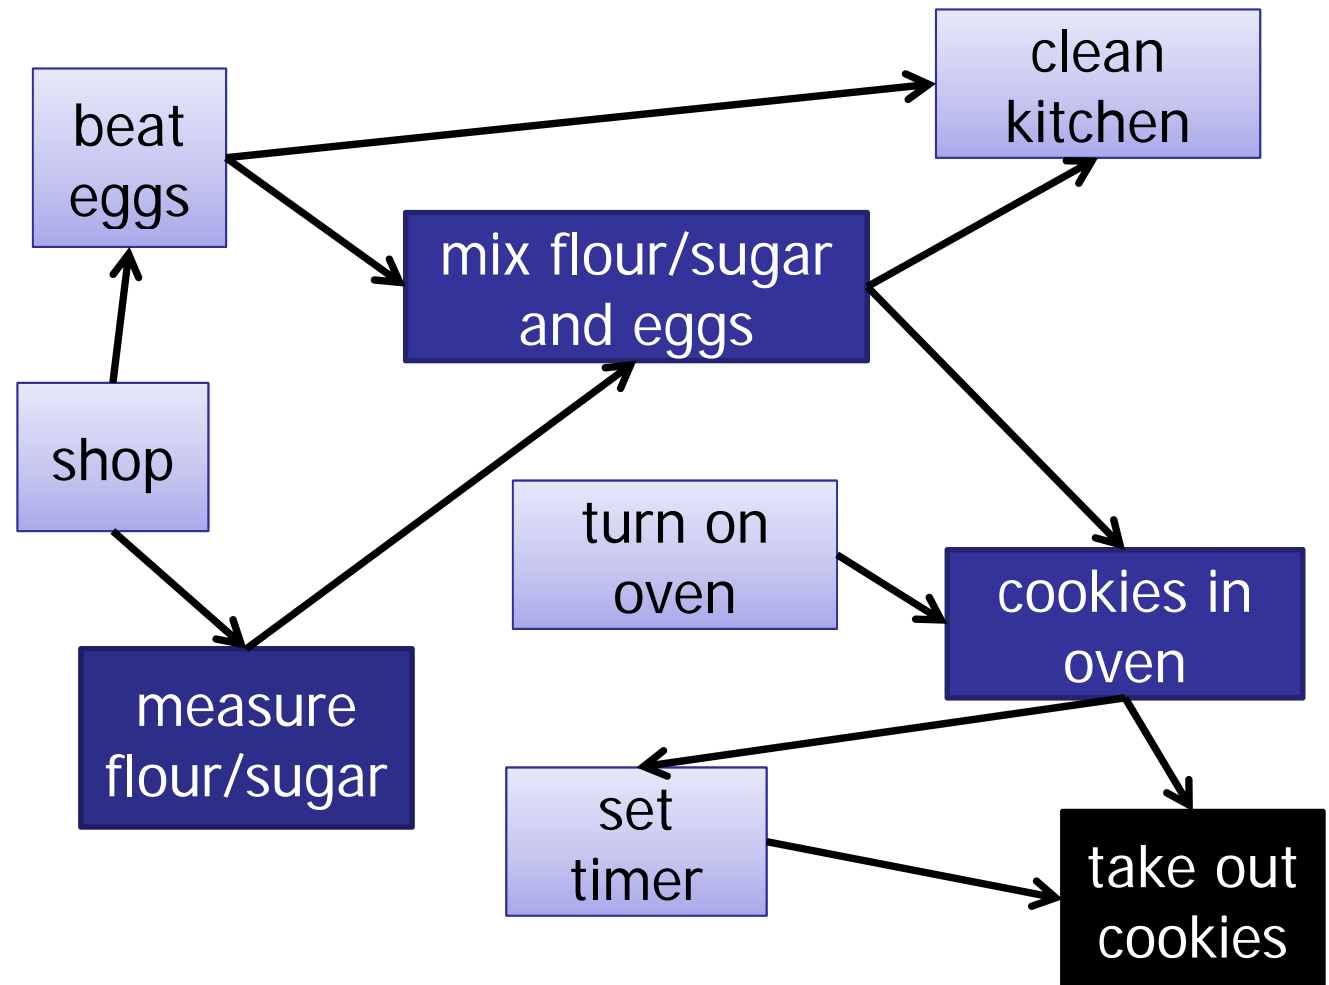 clean
kitchen
beat
eggs
mix flour/sugar
and eggs
shop
turn on
oven
cookies in
oven
measure
flour/sugar
set
timer
take out
cookies